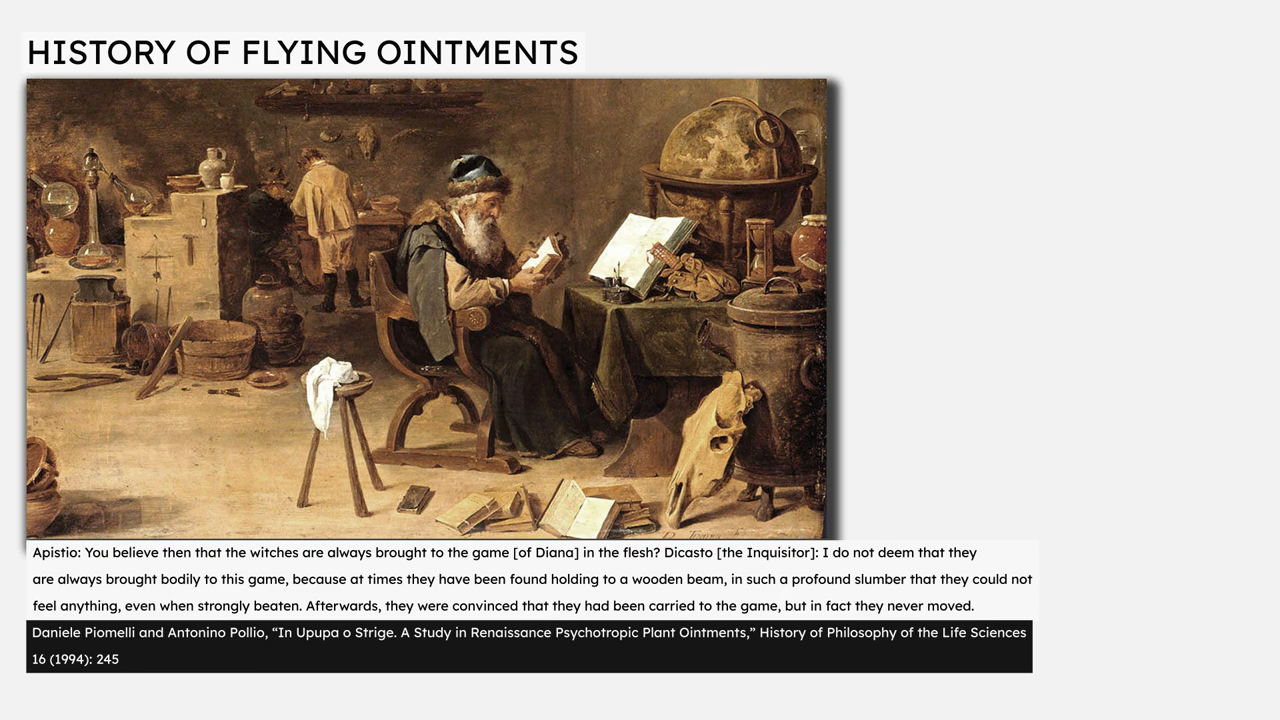 HISTORY OF FLYING OINTMENTS
Apistio: You believe then that the witches are always brought to the game [of Diana] in the flesh? Dicasto [the Inquisitor]: I do not deem that they
are always brought bodily to this game, because at times they have been found holding to a wooden beam, in such a profound slumber that they could not
feel anything, even when strongly beaten. Afterwards, they were convinced that they had been carried to the game, but in fact they never moved.
Daniele Piomelli and Antonino Pollio, “In Upupa o Strige. A Study in Renaissance Psychotropic Plant Ointments,” History of Philosophy of the Life Sciences
16 (1994): 245